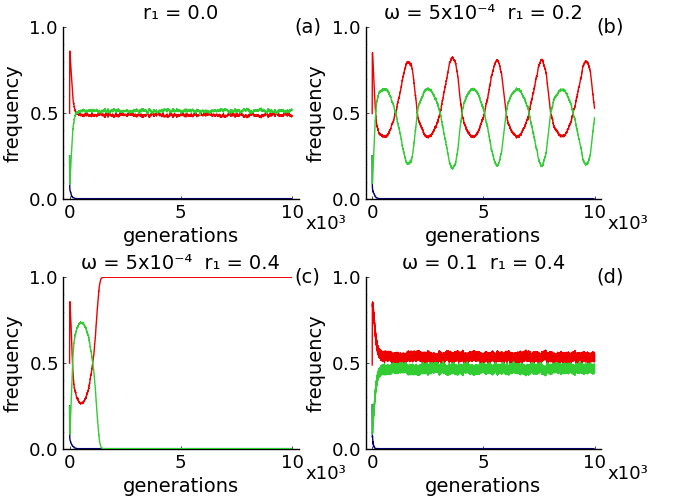 r₁ = 0.0
(a)
1.0
0.5
0.0
frequency
0
5
10
x10³
generations
ω = 5x10⁻⁴ r₁ = 0.2
(b)
1.0
0.5
0.0
frequency
0
5
10
x10³
generations
ω = 5x10⁻⁴ r₁ = 0.4
(c)
1.0
0.5
0.0
frequency
0
5
10
x10³
generations
ω = 0.1 r₁ = 0.4
(d)
1.0
0.5
0.0
frequency
0
5
10
x10³
generations